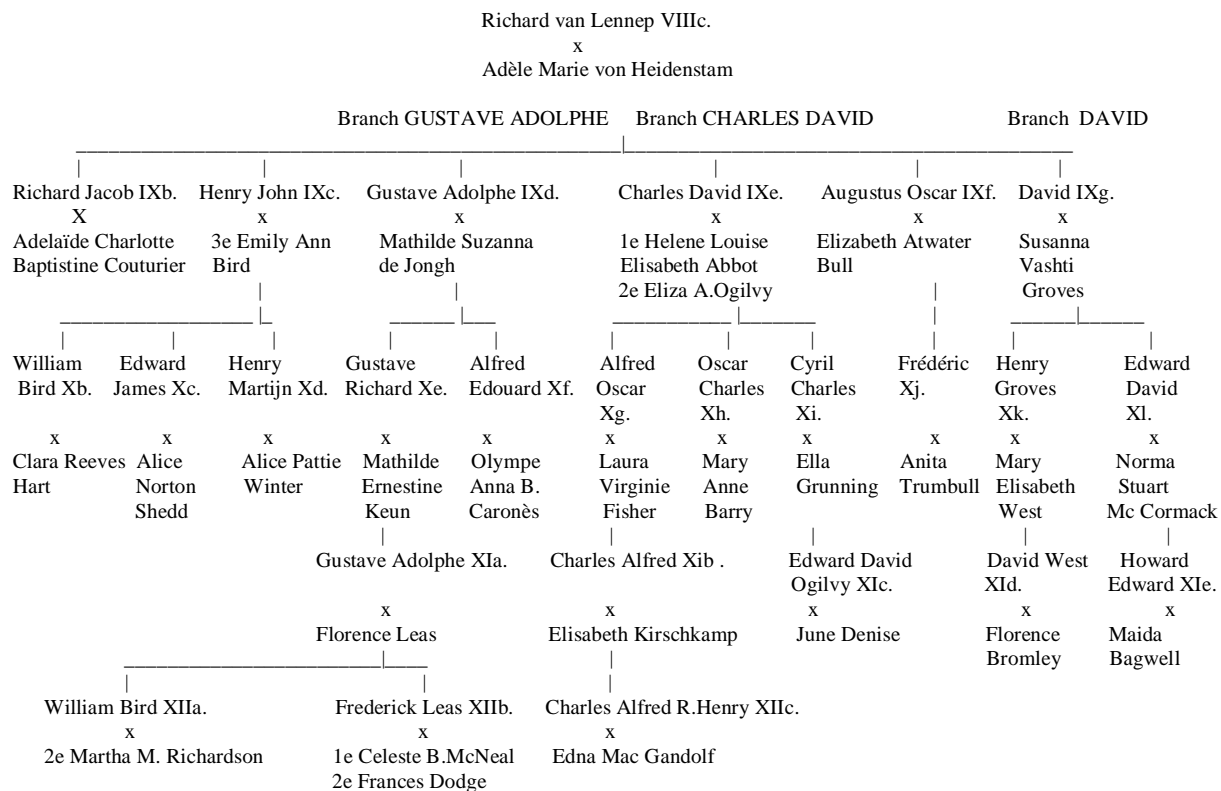 Richard van Lennep VIIIc.
x
Adèle Marie von Heidenstam
Branch GUSTAVE ADOLPHE Branch CHARLES DAVID Branch DAVID
Richard Jacob IXb. Henry John IXc. Gustave Adolphe IXd. Charles David IXe. Augustus Oscar IXf. David IXg.
X x x x x x
Adelaïde Charlotte 3e Emily Ann Mathilde Suzanna 1e Helene Louise Elizabeth Atwater Susanna
Baptistine Couturier Bird de Jongh Elisabeth Abbot Bull Vashti
2e Eliza A.Ogilvy Groves
William Edward Henry Gustave Alfred Alfred Oscar Cyril Frédéric Henry Edward
Bird Xb. James Xc. Martijn Xd. Richard Xe. Edouard Xf. Oscar Charles Charles Xj. Groves David
Xg. Xh. Xi. Xk. Xl.
x x x x x x x x x x x
Clara Reeves Alice Alice Pattie Mathilde Olympe Laura Mary Ella Anita Mary Norma
Hart Norton Winter Ernestine Anna B. Virginie Anne Grunning Trumbull Elisabeth Stuart
Shedd Keun Caronès Fisher Barry West Mc Cormack
Gustave Adolphe XIa. Charles Alfred Xib . Edward David David West Howard
Ogilvy XIc. XId. Edward XIe.
x x x x x
Florence Leas Elisabeth Kirschkamp June Denise Florence Maida
Bromley Bagwell
William Bird XIIa. Frederick Leas XIIb. Charles Alfred R.Henry XIIc.
x x x
2e Martha M. Richardson 1e Celeste B.McNeal Edna Mac Gandolf
2e Frances Dodge